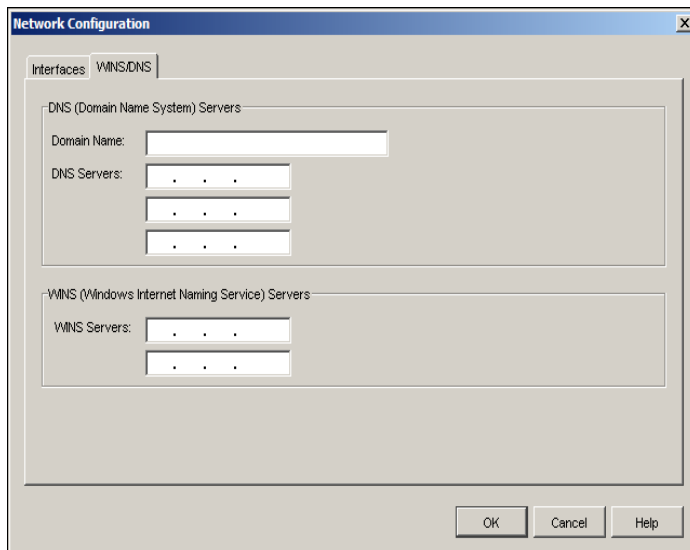 Network Configuration
Interfaces WINS/DNS
DNS (Domain Name System) Servers
Domain Name:
DNS Servers: . . .
. . .
. . .
WINS (Windows Internet Naming Service) Servers
WINS Servers: . . .
. . .
OK Cancel Help